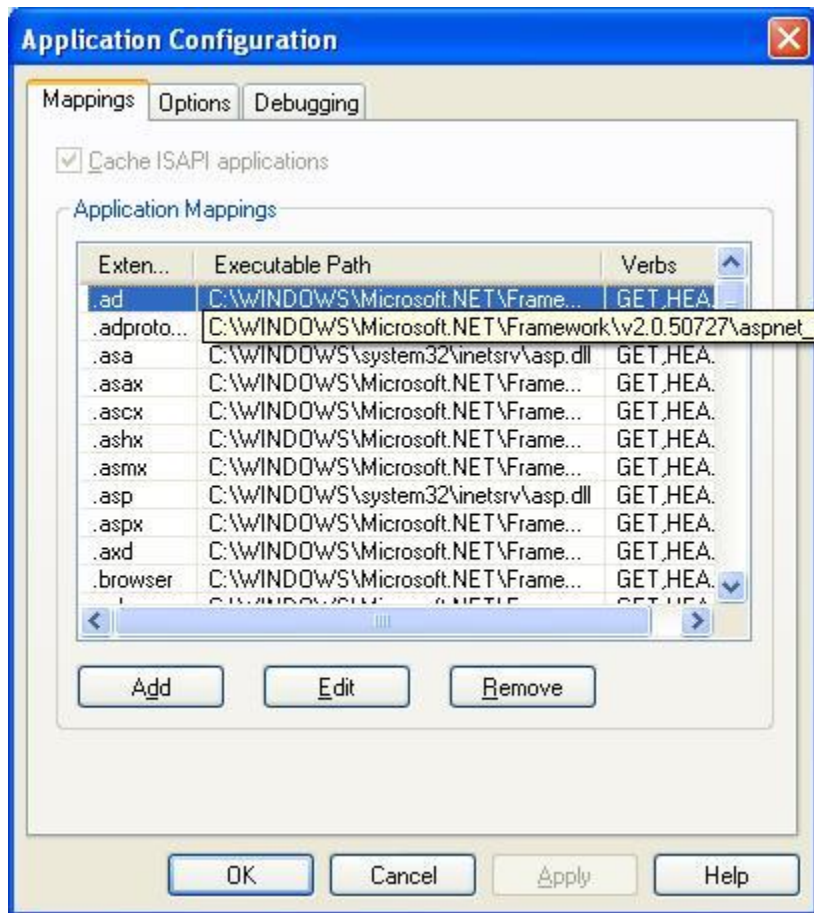 Application Configuration
Mappings Options Debugging
Cache ISAPI applications
Application Mappings
Exten... Executable Path Verbs
.ad C:\WINDOWS\Microsoft.NET\Frame... GET,HEA.
.adproto... C:\WINDOWS\Microsoft.NET\Framework\v2.0.50727\aspnet_
.asa C:\WINDOWS\system32\inetsrv\asp.dll GET,HEA.
.asax C:\WINDOWS\Microsoft.NET\Frame... GET,HEA.
.ascx C:\WINDOWS\Microsoft.NET\Frame... GET,HEA.
.ashx C:\WINDOWS\Microsoft.NET\Frame... GET,HEA.
.asmx C:\WINDOWS\Microsoft.NET\Frame... GET,HEA.
.asp C:\WINDOWS\system32\inetsrv\asp.dll GET,HEA.
.aspx C:\WINDOWS\Microsoft.NET\Frame... GET,HEA.
.axd C:\WINDOWS\Microsoft.NET\Frame... GET,HEA.
.browser C:\WINDOWS\Microsoft.NET\Frame... GET,HEA.
Add Edit Remove
OK Cancel Apply Help